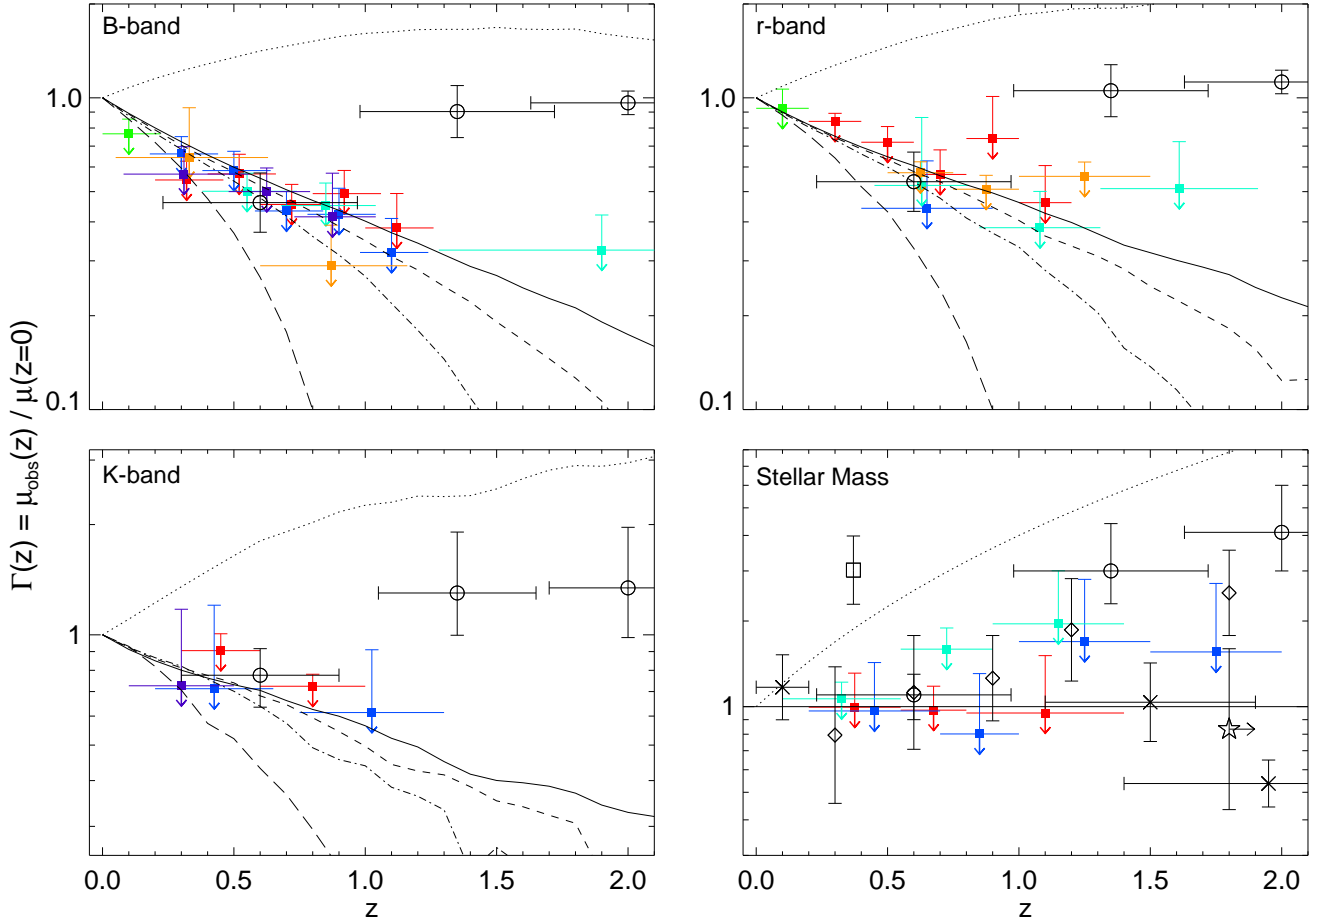 B-band
r-band
1.0
1.0
0.1
0.1
Γ(z) = μobs(z) / μ(z=0)
K-band
Stellar Mass
1
1
0.0 0.5 1.0 1.5 2.0
0.0 0.5 1.0 1.5 2.0
z
z